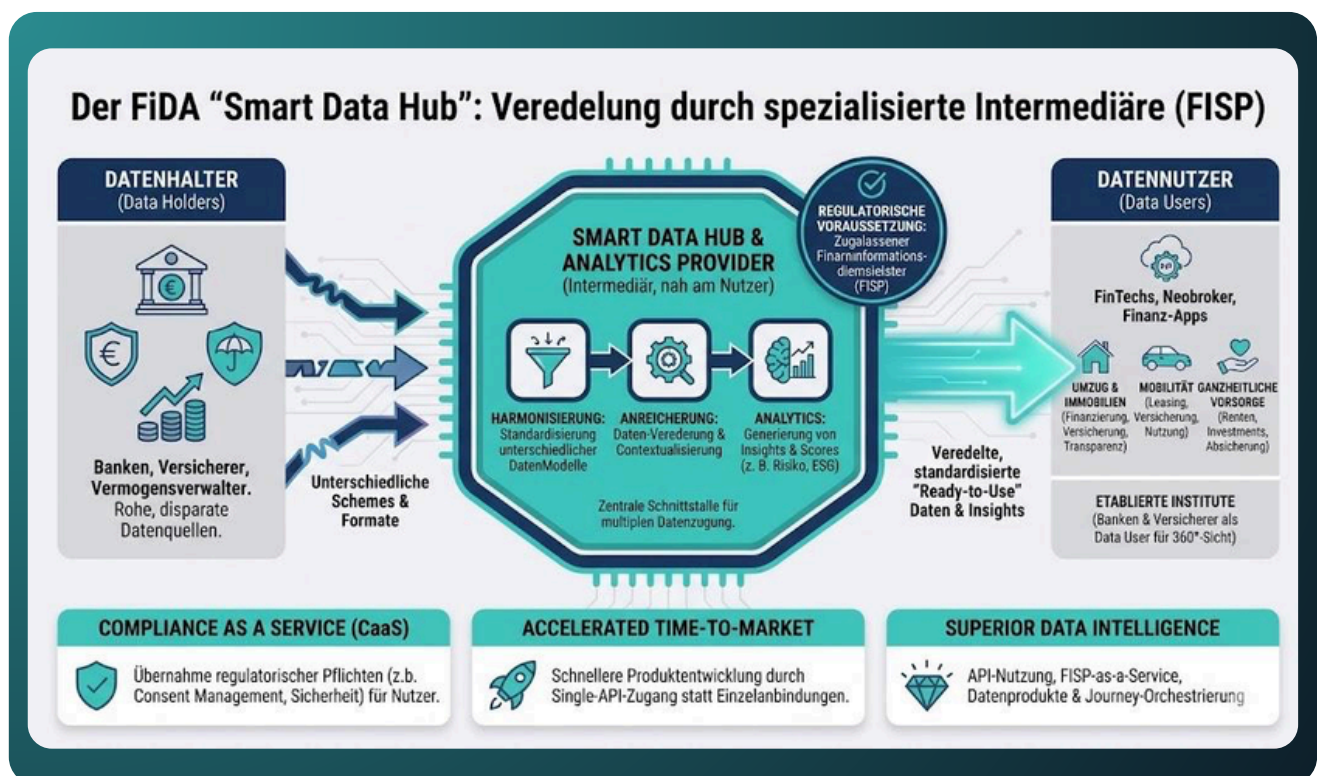 Der FiDA “Smart Data Hub”: Veredelung durch spezialisierte Intermediäre (FISP)
DATENHALTER
(Data Holders)
Banken, Versicherer,
Vermogensverwalter.
Rohe, disparate
Datenquellen.
Unterschiedliche
Schemes &
Formate
SMART DATA HUB &
ANALYTICS PROVIDER
(Intermediär, nah am Nutzer)
REGULATORISCHE
VORAUSSETZUNG:
Zugalassener
Finarninformations-
diemsielster
(FISP)
HARMONISIERUNG:
Standardisierung
unterschiedlicher
DatenModelle
ANREICHERUNG:
Daten-Verederung &
Contextualisierung
ANALYTICS:
Generierung von
Insights & Scores
(z. B. Risiko, ESG)
Zentrale Schnittstalle für
multiplen Datenzugung.
Veredelte,
standardisierte
"Ready-to-Use"
Daten & Insights
DATENNUTZER
(Data Users)
FinTechs, Neobroker,
Finanz-Apps
UMZUG &
IMMOBILIEN
(Finanzierung,
Versicherung,
Transparenz)
MOBILITÄT
(Leasing,
Versicherung,
Nutzung)
GANZHEITLICHE
VORSORGE
(Renten,
Investments,
Absicherung)
ETABLIERTE INSTITUTE
(Banken & Versicherer als
Data User für 360°-Sicht)
COMPLIANCE AS A SERVICE (CaaS)
Übernahme regulatorischer Pflichten (z.b.
Consent Management, Sicherheit) für Nutzer.
ACCELERATED TIME-TO-MARKET
Schnellere Produktentwicklung durch
Single-API-Zugang statt Einzelanbindungen.
SUPERIOR DATA INTELLIGENCE
API-Nutzung, FISP-as-a-Service,
Datenprodukte & Journey-Orchestrierung